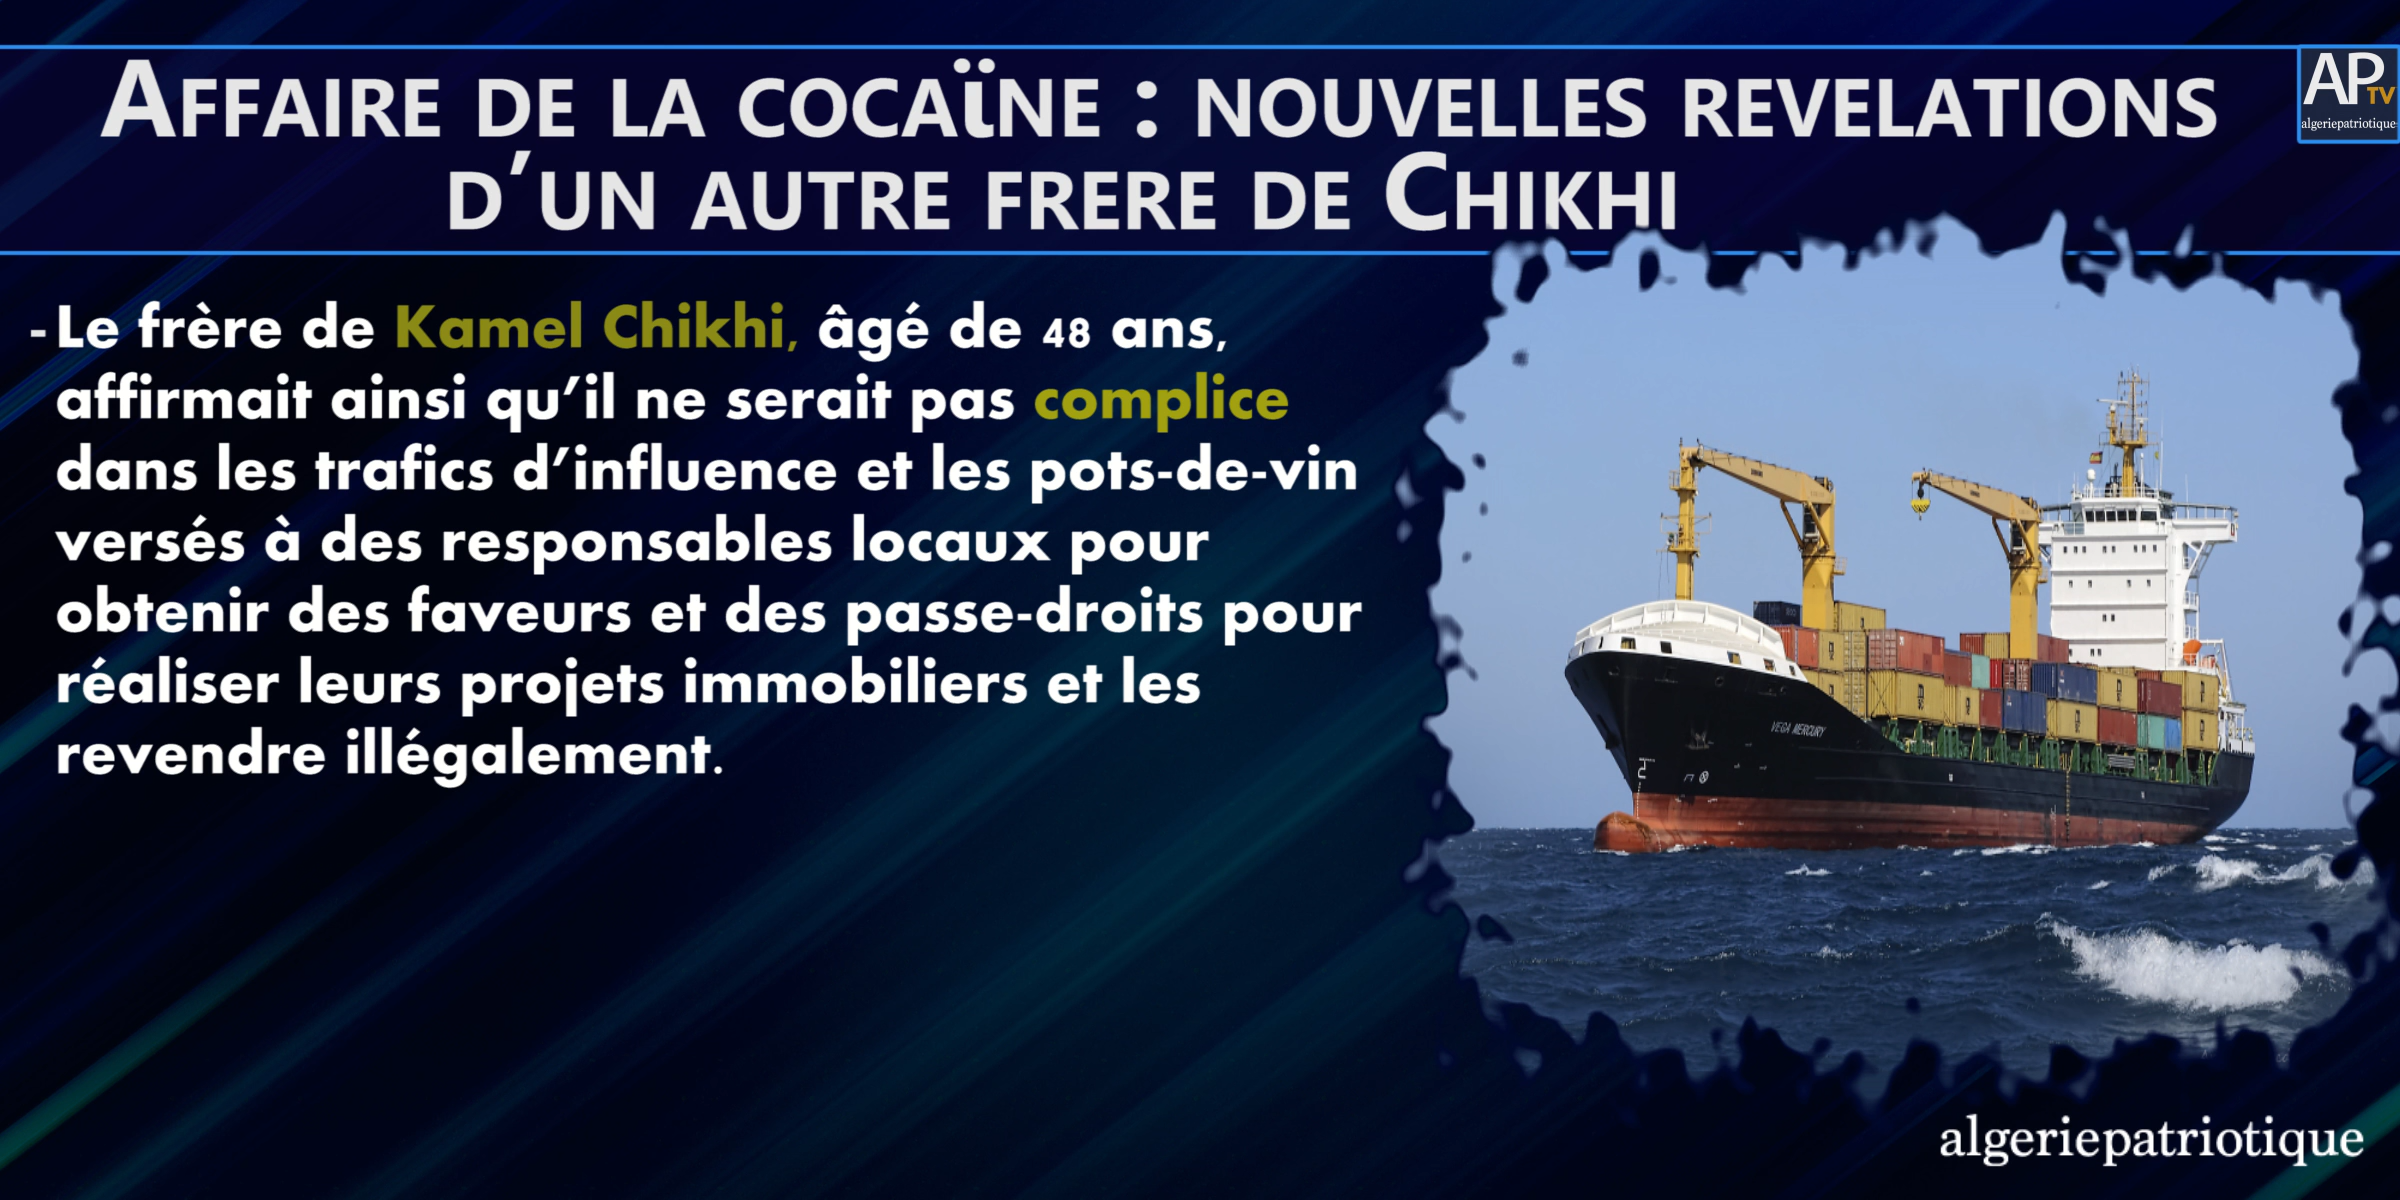 AFFAIRE DE LA COCAÏNE : NOUVELLES REVELATIONS
D'UN AUTRE FRERE DE CHIKHI
AP
TV
algeriepatriotique
- Le frère de Kamel Chikhi, âgé de 48 ans,
affirmait ainsi qu'il ne serait pas complice
dans les trafics d'influence et les pots-de-vin
versés à des responsables locaux pour
obtenir des faveurs et des passe-droits pour
réaliser leurs projets immobiliers et les
revendre illégalement.
VEGA MERCURY
algeriepatriotique